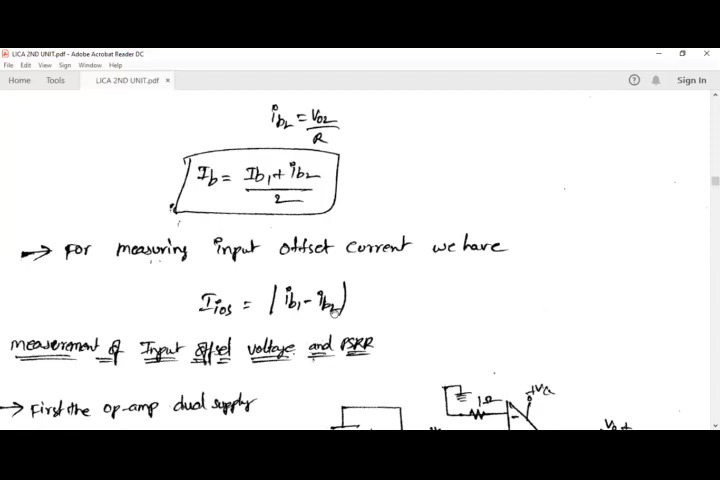 LICA 2ND UNIT.pdf - Adobe Acrobat Reader DC
File Edit View Sign Window Help
Home Tools LICA 2ND UNIT.pdf × Sign In
ib2 = Vo2/R
Ib = Ib1 + ib2/2
→ For measuring input offset current we have
Iios = |ib1 - ib2|
measurement of Input offset voltage and PSRR
→ First the op-amp dual supply
1Ω